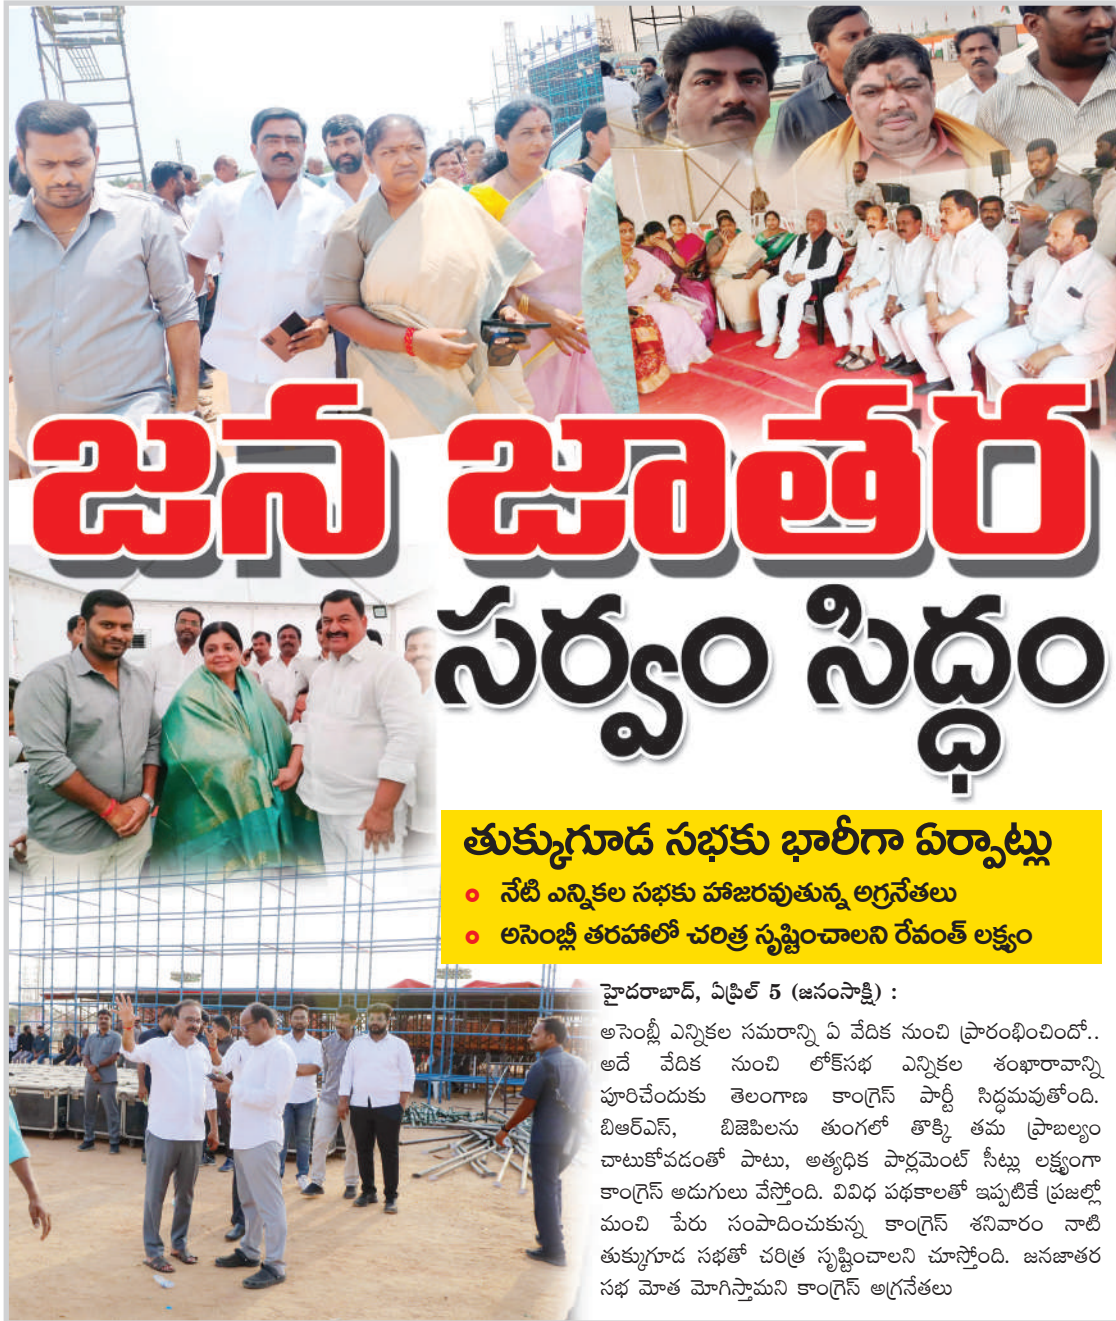 జన జాతర
సర్వం సిద్ధం
తుక్కుగూడ సభకు భారీగా ఏర్పాట్లు
నేటి ఎన్నికల సభకు హాజరవుతున్న అగ్రనేతలు
అసెంబ్లీ తరహాలో చరిత్ర సృష్టించాలని రేవంత్ లక్ష్యం
హైదరాబాద్, ఏప్రిల్ 5 (జనంసాక్షి) :
అసెంబ్లీ ఎన్నికల సమరాన్ని ఏ వేదిక నుంచి ప్రారంభించిందో..
అదే వేదిక నుంచి లోక్‌సభ ఎన్నికల శంఖారావాన్ని
పూరిచేందుకు తెలంగాణ కాంగ్రెస్ పార్టీ సిద్ధమవుతోంది.
బిఆర్ఎస్, బిజెపిలను తుంగలో తొక్కి తమ ప్రాబల్యం
చాటుకోవడంతో పాటు, అత్యధిక పార్లమెంట్ సీట్లు లక్ష్యంగా
కాంగ్రెస్ అడుగులు వేస్తోంది. వివిధ పథకాలతో ఇప్పటికే ప్రజల్లో
మంచి పేరు సంపాదించుకున్న కాంగ్రెస్ శనివారం నాటి
తుక్కుగూడ సభతో చరిత్ర సృష్టించాలని చూస్తోంది. జనజాతర
సభ మోత మోగిస్తామని కాంగ్రెస్ అగ్రనేతలు